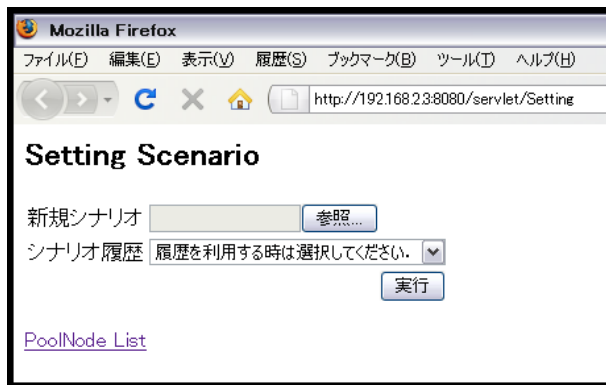 Mozilla Firefox
ファイル(F) 編集(E) 表示(V) 履歴(S) ブックマーク(B) ツール(T) ヘルプ(H)
http://192.168.2.3:8080/servlet/Setting
Setting Scenario
新規シナリオ 参照...
シナリオ履歴 履歴を利用する時は選択してください.
実行
PoolNode List